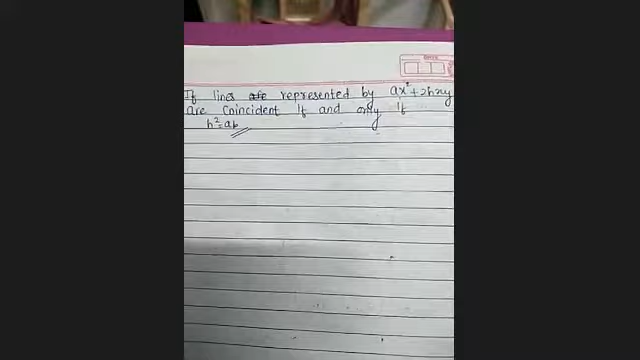 If lines are represented by ax²+2hxy
are Coincident if and only if
h²=ab